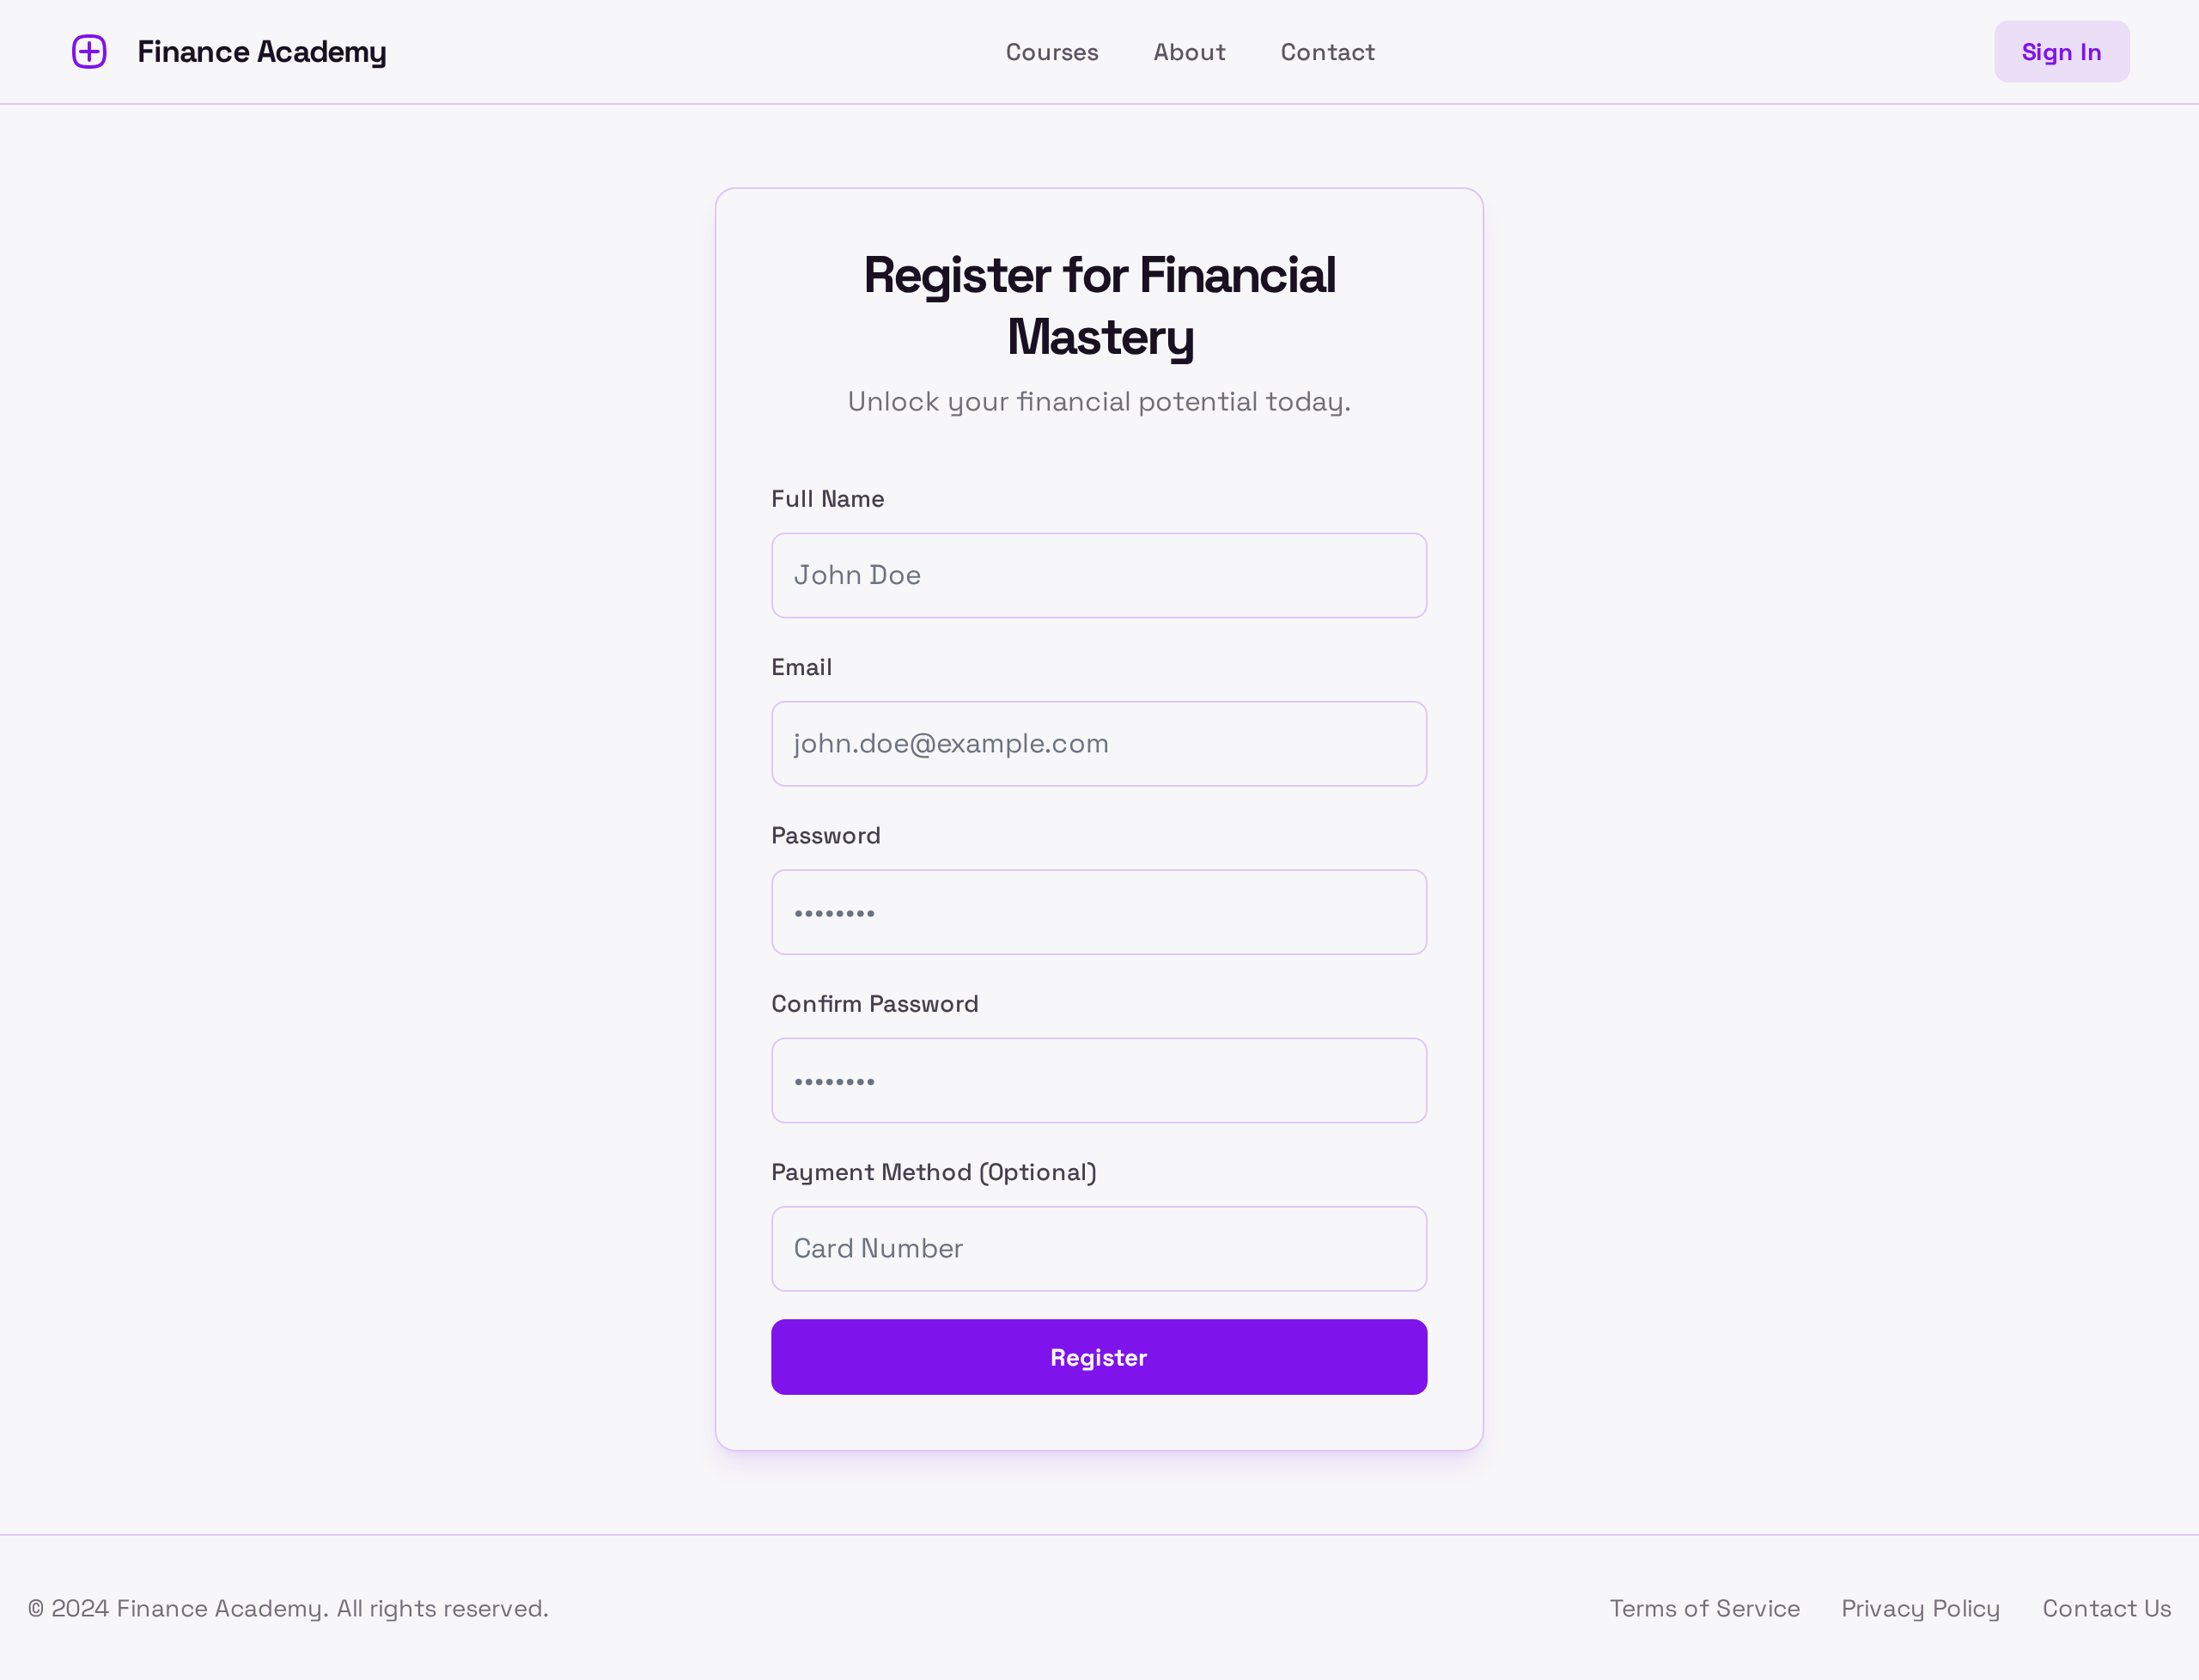 Finance Academy
Courses
About
Contact
Sign In
Register for Financial
Mastery
Unlock your financial potential today.
Full Name
John Doe
Email
john.doe@example.com
Password
••••••••
Confirm Password
••••••••
Payment Method (Optional)
Card Number
Register
© 2024 Finance Academy. All rights reserved.
Terms of Service
Privacy Policy
Contact Us